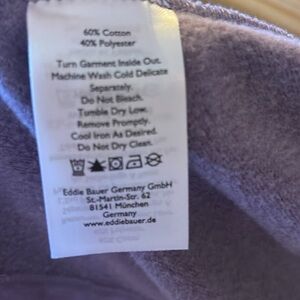 60% Cotton
40% Polyester
Turn Garment Inside Out.
Machine Wash Cold Delicate
Separately.
Do Not Bleach.
Tumble Dry Low.
Remove Promptly.
Cool Iron As Desired.
Do Not Dry Clean.
Eddie Bauer Germany GmbH
St.-Martin-Str. 62
81541 München
Germany
www.eddiebauer.de